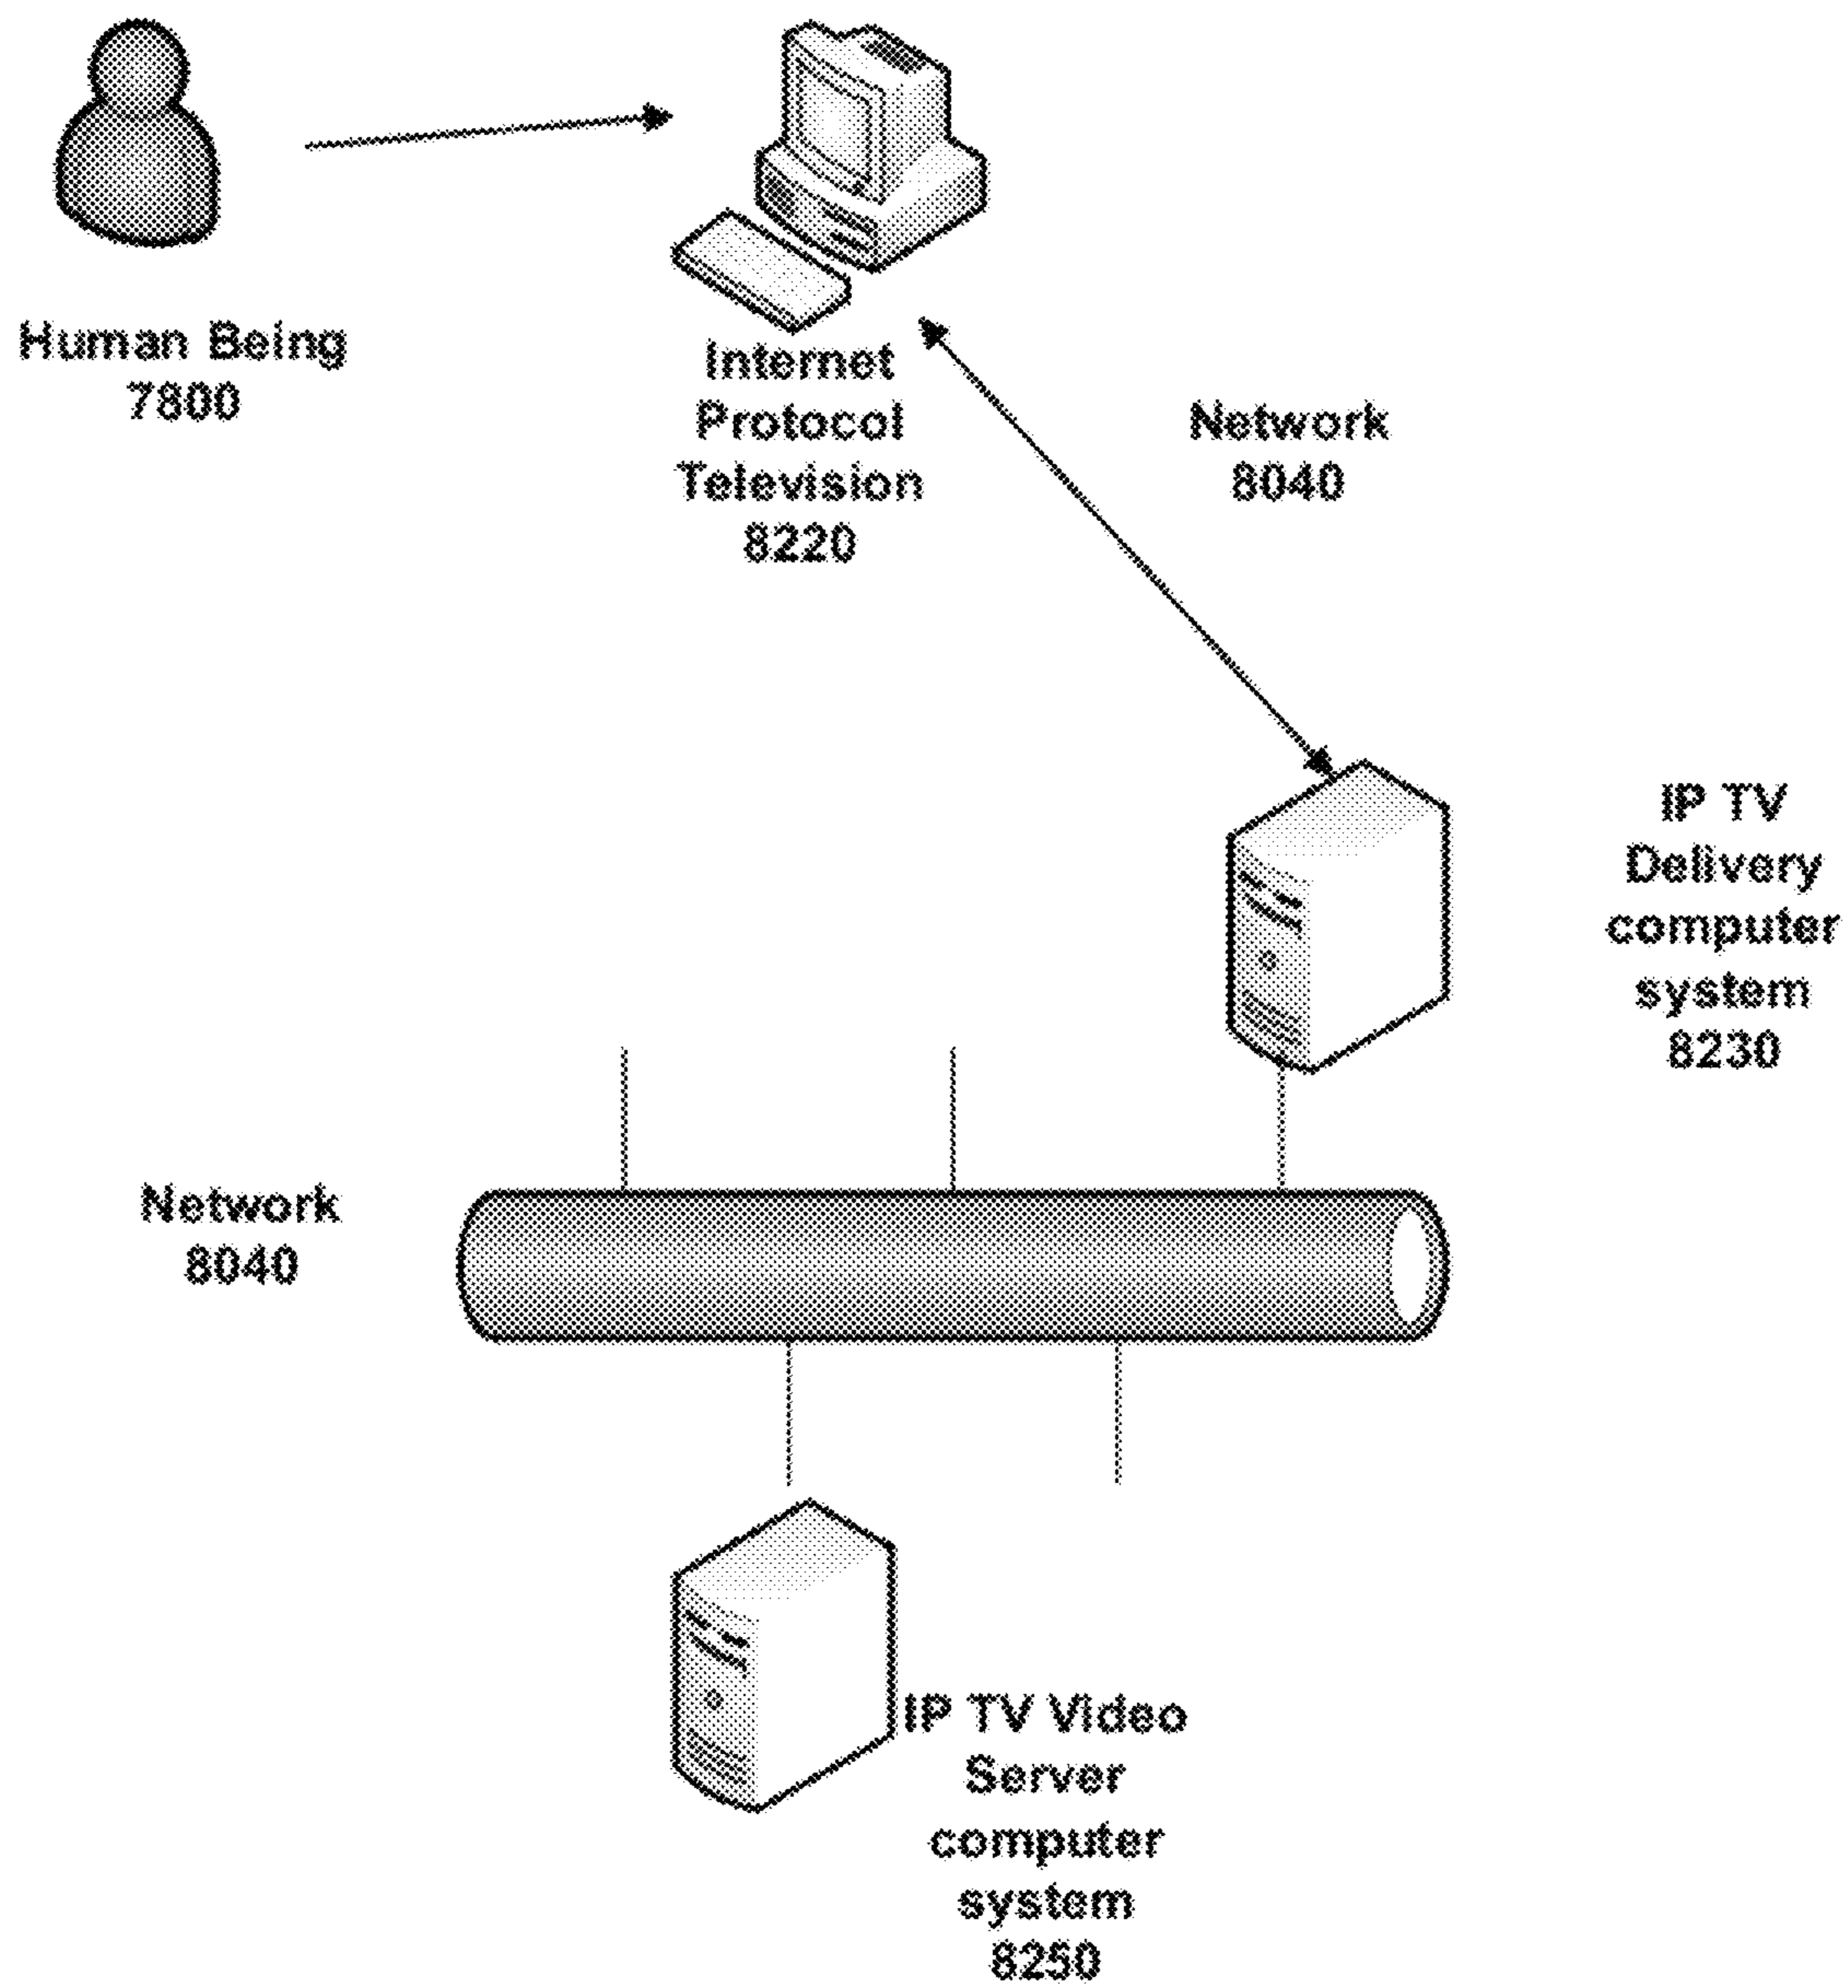 Human Being
7800
Internet
Protocol
Television
8220
Network
8040
IP TV
Delivery
computer
system
8230
Network
8040
IP TV Video
Server
computer
system
8250